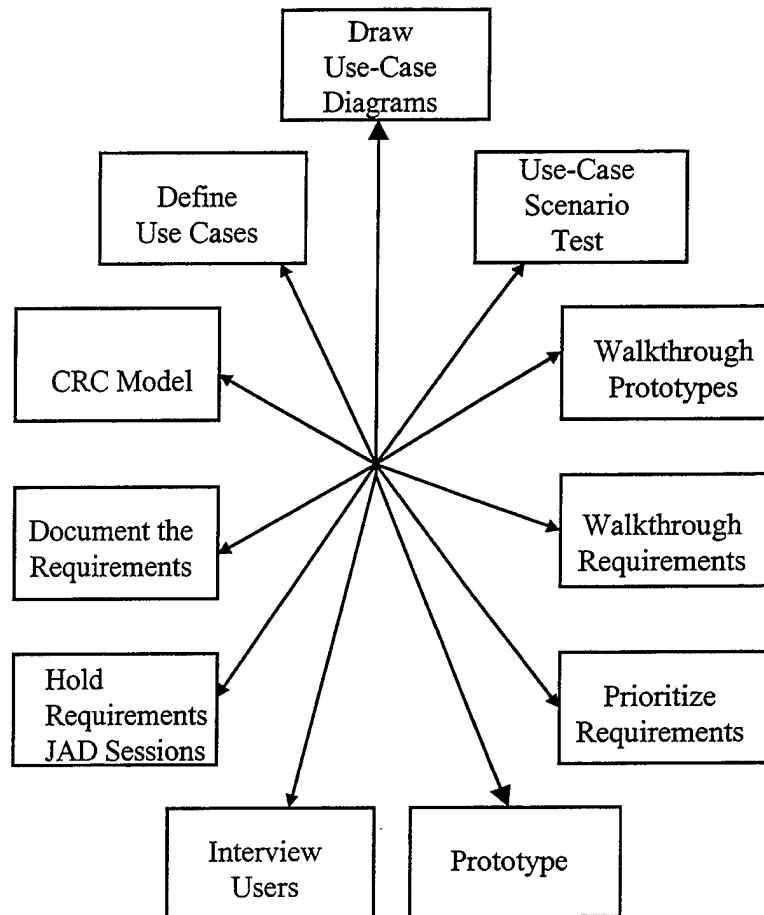 Draw
Use-Case
Diagrams
Define
Use Cases
Use-Case
Scenario
Test
CRC Model
Walkthrough
Prototypes
Document the
Requirements
Walkthrough
Requirements
Hold
Requirements
JAD Sessions
Prioritize
Requirements
Interview
Users
Prototype